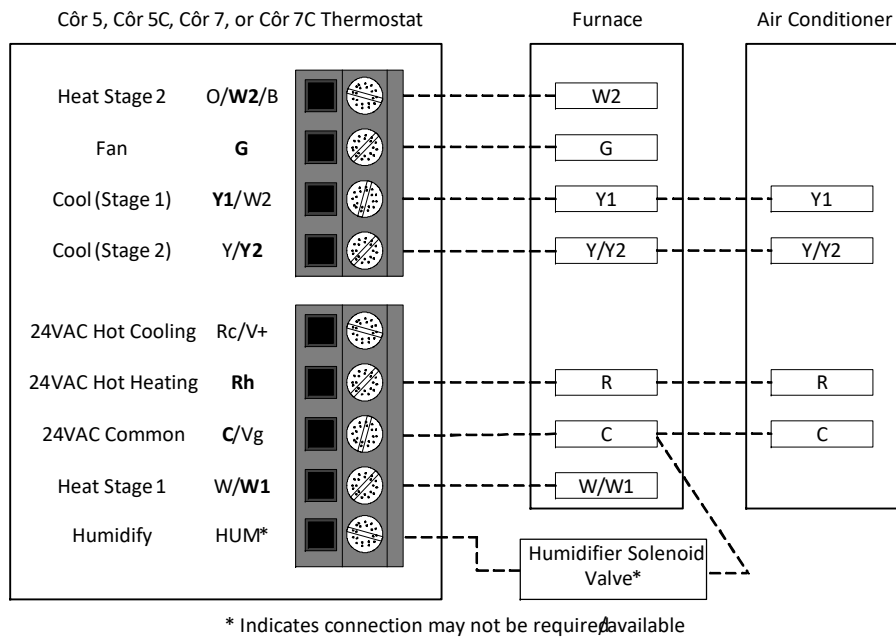 Côr 5, Côr 5C, Côr 7, or Côr 7C Thermostat Furnace Air Conditioner
Heat Stage 2 O/W2/B W2
Fan G G
Cool (Stage 1) Y1/W2 Y1 Y1
Cool (Stage 2) Y/Y2 Y/Y2 Y/Y2
24VAC Hot Cooling Rc/V+
24VAC Hot Heating Rh R R
24VAC Common C/Vg C C
Heat Stage 1 W/W1 W/W1
Humidify HUM*
Humidifier Solenoid
Valve*
* Indicates connection may not be required/available